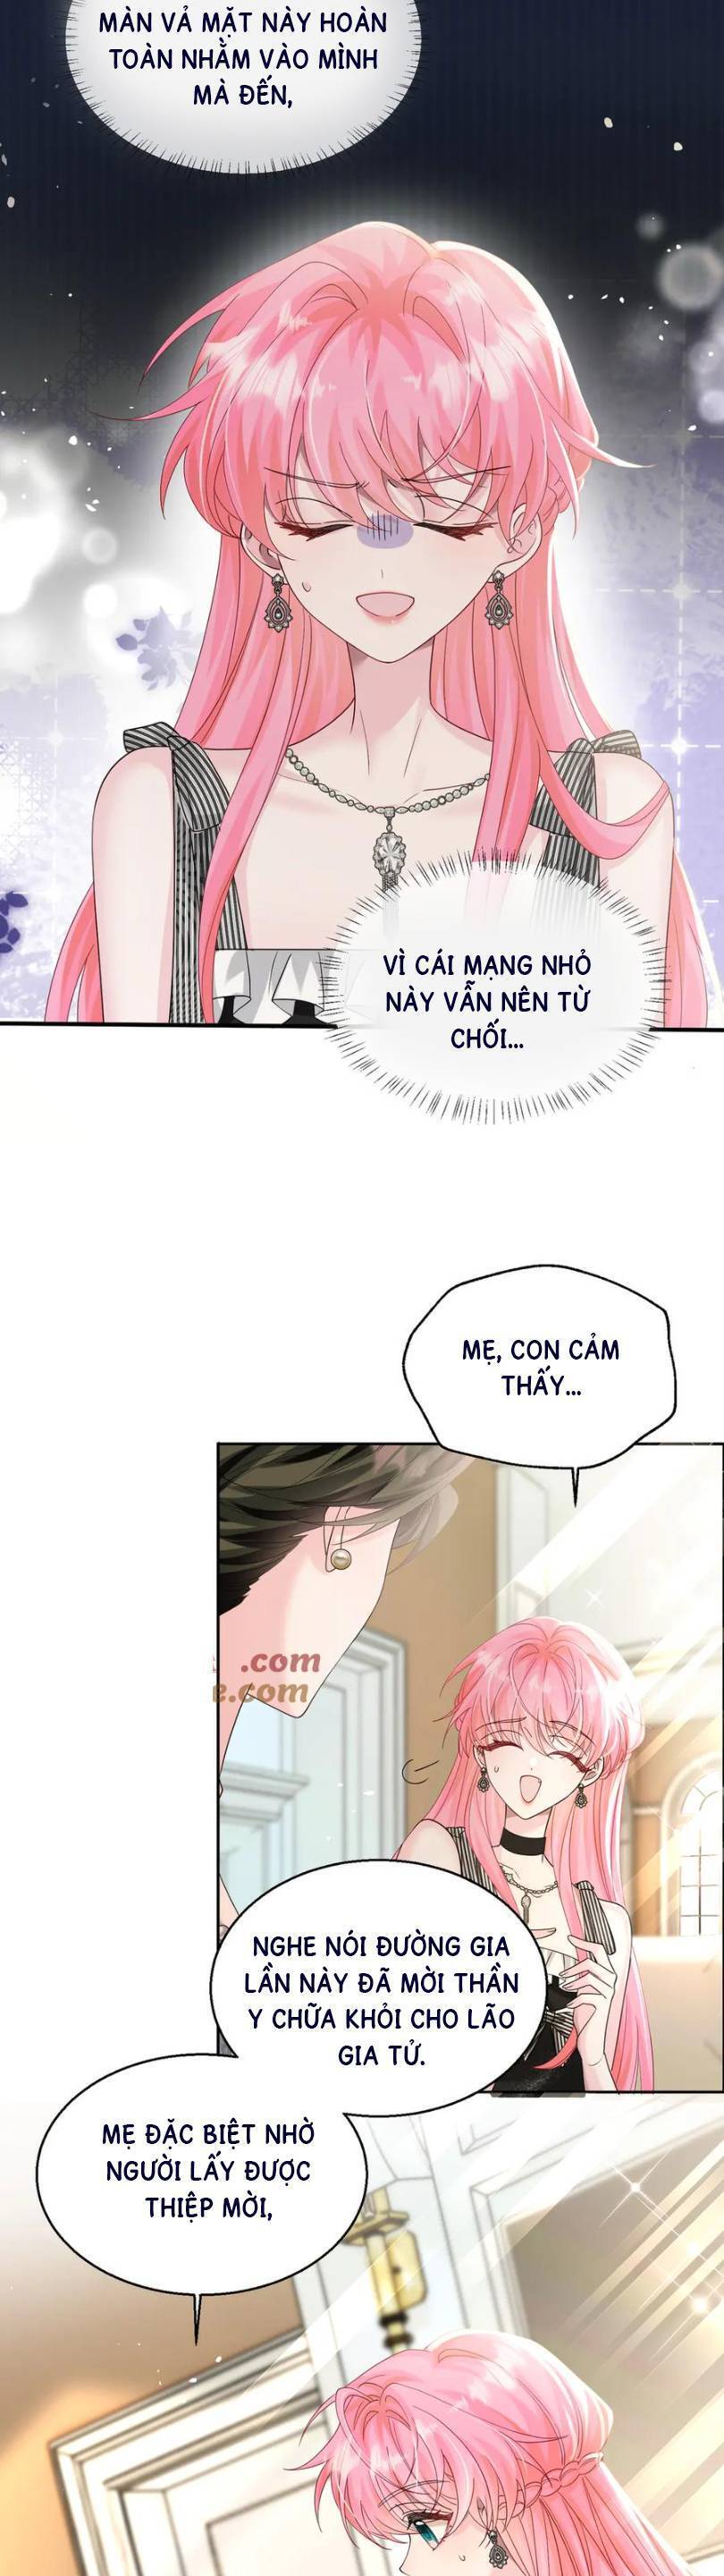 MÀN VẢ MẶT NÀY HOÀN
TOÀN NHẰM VÀO MÌNH
MÀ ĐẾN,
VÌ CÁI MẠNG NHỎ
NÀY VẪN NÊN TỪ
CHỐI...
MẸ, CON CẢM
THẤY...
.com
e.com
NGHE NÓI ĐƯỜNG GIA
LẦN NÀY ĐÃ MỜI THẦN
Y CHỮA KHỎI CHO LÃO
GIA TỬ.
MẸ ĐẶC BIỆT NHỜ
NGƯỜI LẤY ĐƯỢC
THIỆP MỜI,